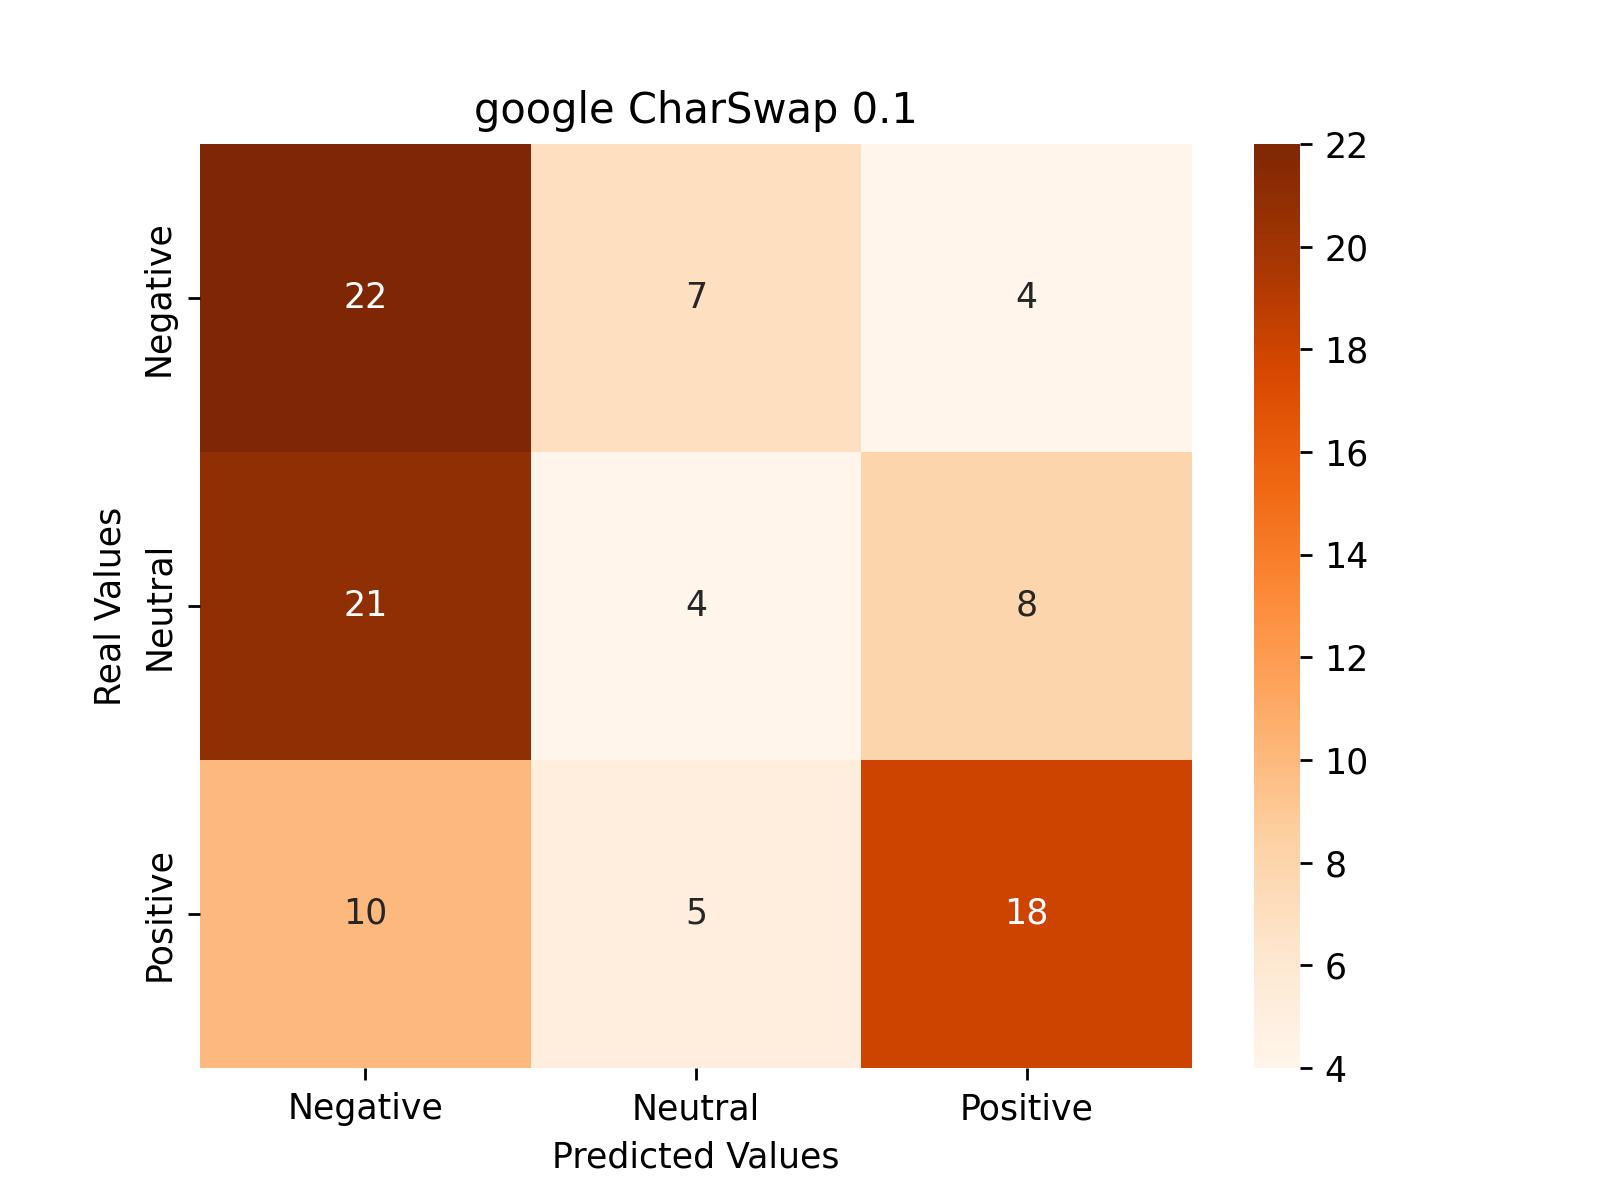 google CharSwap 0.1
Real Values
Negative
22 7 4
Neutral
21 4 8
Positive
10 5 18
Negative Neutral Positive
Predicted Values
22
20
18
16
14
12
10
8
6
4